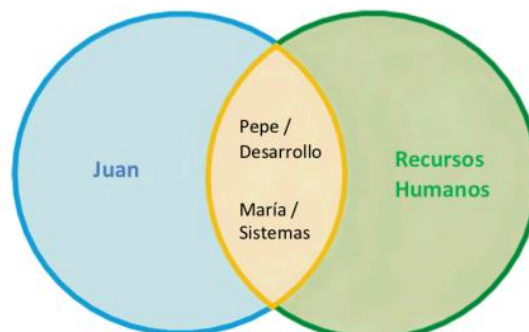 Juan
Pepe /
Desarrollo
María /
Sistemas
Recursos
Humanos